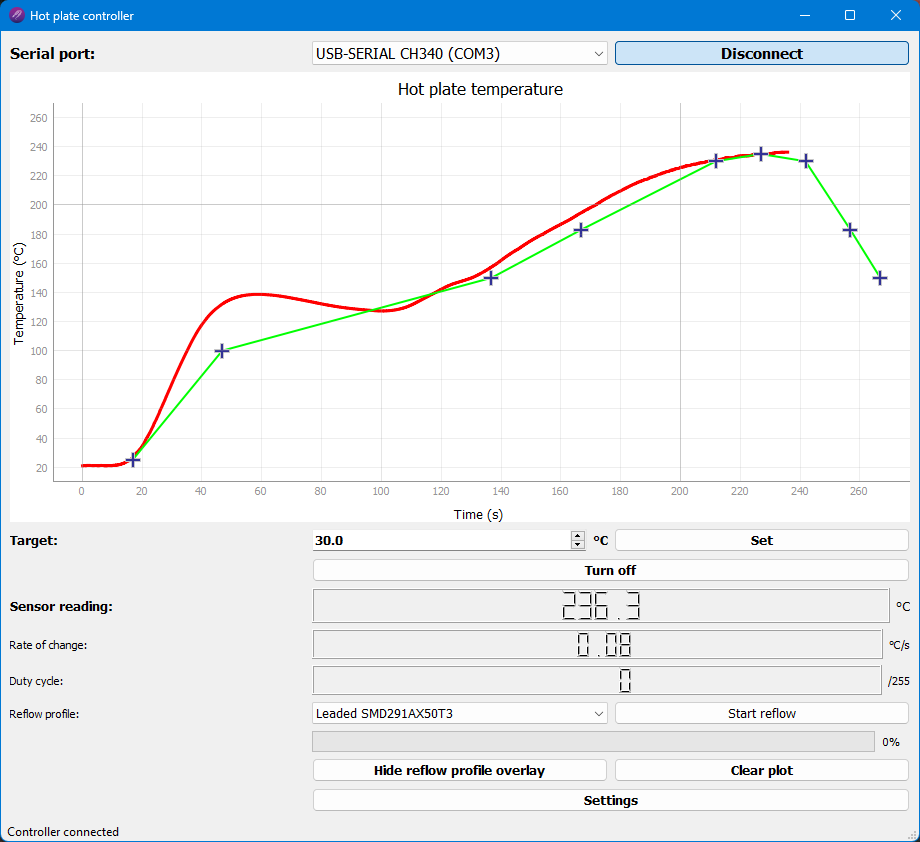 Hot plate controller
Serial port: USB-SERIAL CH340 (COM3) Disconnect
Hot plate temperature
260
240
220
200
180
160
140
120
100
80
60
40
20
Temperature (°C)
0 20 40 60 80 100 120 140 160 180 200 220 240 260
Time (s)
Target: 30.0 °C Set
Turn off
Sensor reading: 236.3 °C
Rate of change: 0.08 °C/s
Duty cycle: 0 /255
Reflow profile: Leaded SMD291AX50T3 Start reflow
0%
Hide reflow profile overlay Clear plot
Settings
Controller connected